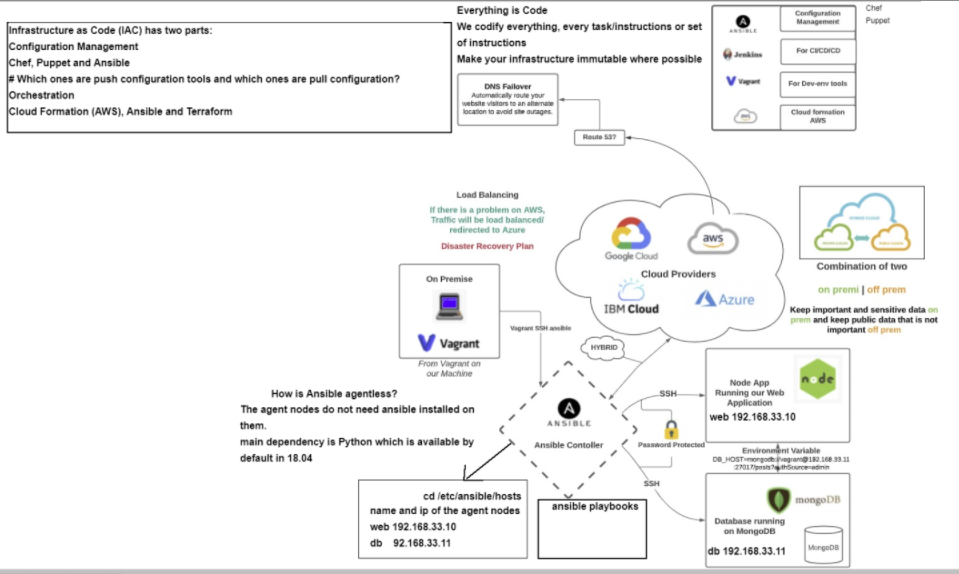 Infrastructure as Code (IAC) has two parts:
Configuration Management
Chef, Puppet and Ansible
# Which ones are push configuration tools and which ones are pull configuration?
Orchestration
Cloud Formation (AWS), Ansible and Terraform
Everything is Code
We codify everything, every task/instructions or set
of instructions
Make your infrastructure immutable where possible
DNS Failover
Automatically route your
website visitors to an alternate
location to avoid site outages.
Route 53?
ANSIBLE
Configuration
Management
Jenkins
For CI/CD/CD
Vagrant
For Dev-env tools
aws
Cloud formation
AWS
Chef
Puppet
Load Balancing
If there is a problem on AWS,
Traffic will be load balanced/
redirected to Azure
Disaster Recovery Plan
Google Cloud
aws
Cloud Providers
IBM Cloud
Azure
HYBRID CLOUD
Combination of two
on premi | off prem
Keep important and sensitive data on
prem and keep public data that is not
important off prem
On Premise
Vagrant
From Vagrant on
our Machine
Vagrant SSH ansible
HYBRID
How is Ansible agentless?
The agent nodes do not need ansible installed on
them.
main dependency is Python which is available by
default in 18.04
ANSIBLE
Ansible Contoller
SSH
Password Protected
SSH
Node App
Running our Web
Application
web 192.168.33.10
node
Environment Variable
DB_HOST=mongodb://vagrant@192.168.33.11
:27017/posts?authSource=admin
mongoDB
Database running
on MongoDB
db 192.168.33.11
MongoDB
cd /etc/ansible/hosts
name and ip of the agent nodes
web 192.168.33.10
db 92.168.33.11
ansible playbooks